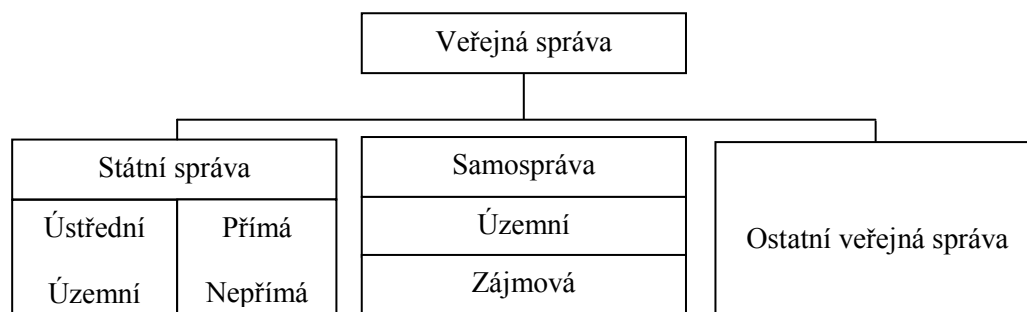 Veřejná správa
Státní správa
Ústřední
Přímá
Územní
Nepřímá
Samospráva
Územní
Zájmová
Ostatní veřejná správa